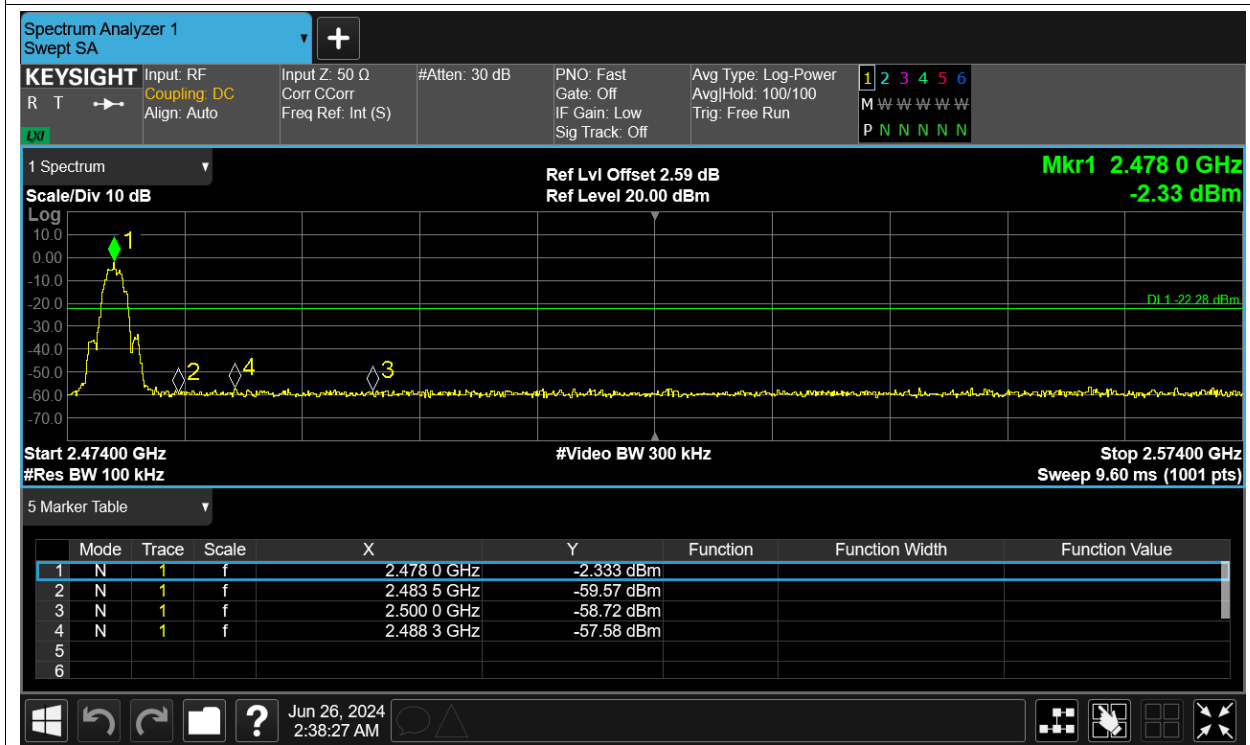 Spectrum Analyzer 1
Swept SA
KEYSIGHT
R T
LXI
Input: RF
Coupling: DC
Align: Auto
Input Z: 50 Ω
Corr CCorr
Freq Ref: Int (S)
#Atten: 30 dB
PNO: Fast
Gate: Off
IF Gain: Low
Sig Track: Off
Avg Type: Log-Power
Avg|Hold: 100/100
Trig: Free Run
1 2 3 4 5 6
M W W W W W
P N N N N N
1 Spectrum
Scale/Div 10 dB
Ref Lvl Offset 2.59 dB
Ref Level 20.00 dBm
Mkr1 2.478 0 GHz
-2.33 dBm
Log
10.0
0.00
-10.0
-20.0
-30.0
-40.0
-50.0
-60.0
-70.0
1
2
4
3
DL1 -22.28 dBm
Start 2.47400 GHz
#Res BW 100 kHz
#Video BW 300 kHz
Stop 2.57400 GHz
Sweep 9.60 ms (1001 pts)
5 Marker Table
Mode Trace Scale X Y Function Function Width Function Value
1 N 1 f 2.478 0 GHz -2.333 dBm
2 N 1 f 2.483 5 GHz -59.57 dBm
3 N 1 f 2.500 0 GHz -58.72 dBm
4 N 1 f 2.488 3 GHz -57.58 dBm
5
6
?
Jun 26, 2024
2:38:27 AM